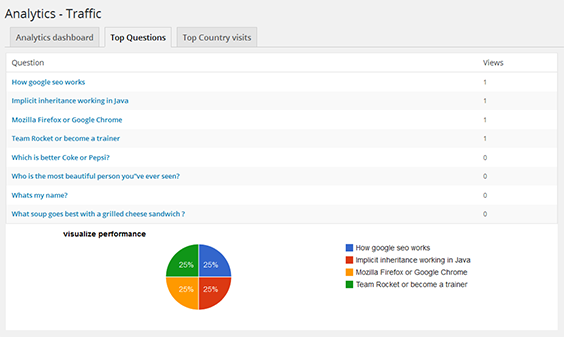 Analytics - Traffic
Analytics dashboard Top Questions Top Country visits
Question Views
How google seo works 1
Implicit inheritance working in Java 1
Mozilla Firefox or Google Chrome 1
Team Rocket or become a trainer 1
Which is better Coke or Pepsi? 0
Who is the most beautiful person you"ve ever seen? 0
Whats my name? 0
What soup goes best with a grilled cheese sandwich ? 0
visualize performance
25% 25%
25% 25%
How google seo works
Implicit inheritance working in Java
Mozilla Firefox or Google Chrome
Team Rocket or become a trainer